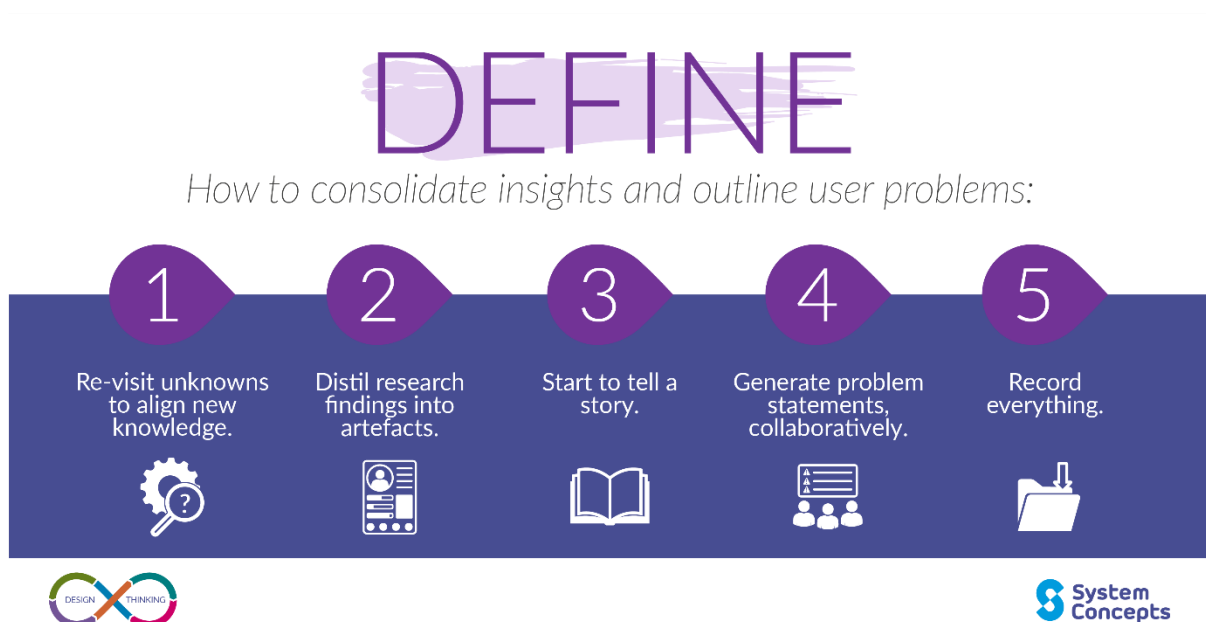 DEFINE
How to consolidate insights and outline user problems:
1
Re-visit unknowns
to align new
knowledge.
?
2
Distil research
findings into
artefacts.
3
Start to tell a
story.
4
Generate problem
statements,
collaboratively.
5
Record
everything.
DESIGN THINKING
System
Concepts